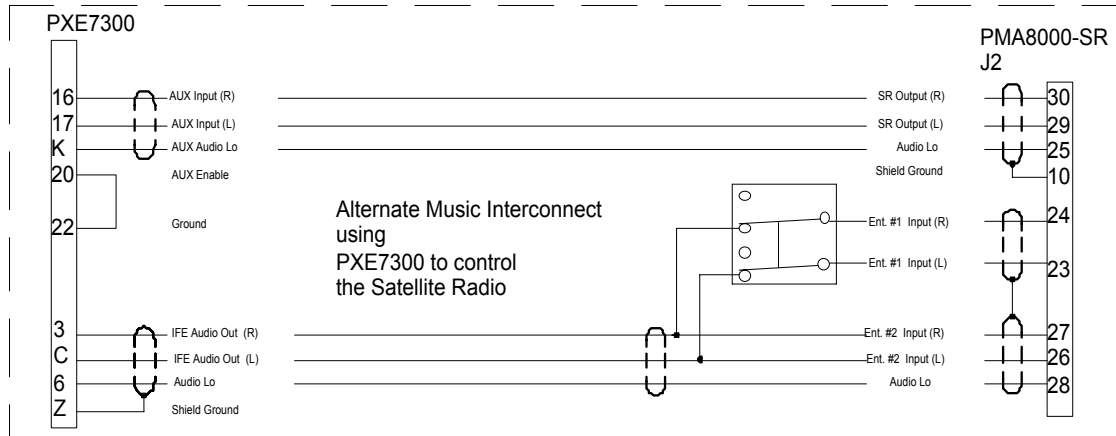 PXE7300
PMA8000-SR
J2
16 AUX Input (R) SR Output (R) 30
17 AUX Input (L) SR Output (L) 29
K AUX Audio Lo Audio Lo 25
20 AUX Enable Shield Ground 10
22 Ground
Alternate Music Interconnect
using
PXE7300 to control
the Satellite Radio
Ent. #1 Input (R) 24
Ent. #1 Input (L) 23
3 IFE Audio Out (R) Ent. #2 Input (R) 27
C IFE Audio Out (L) Ent. #2 Input (L) 26
6 Audio Lo Audio Lo 28
Z Shield Ground